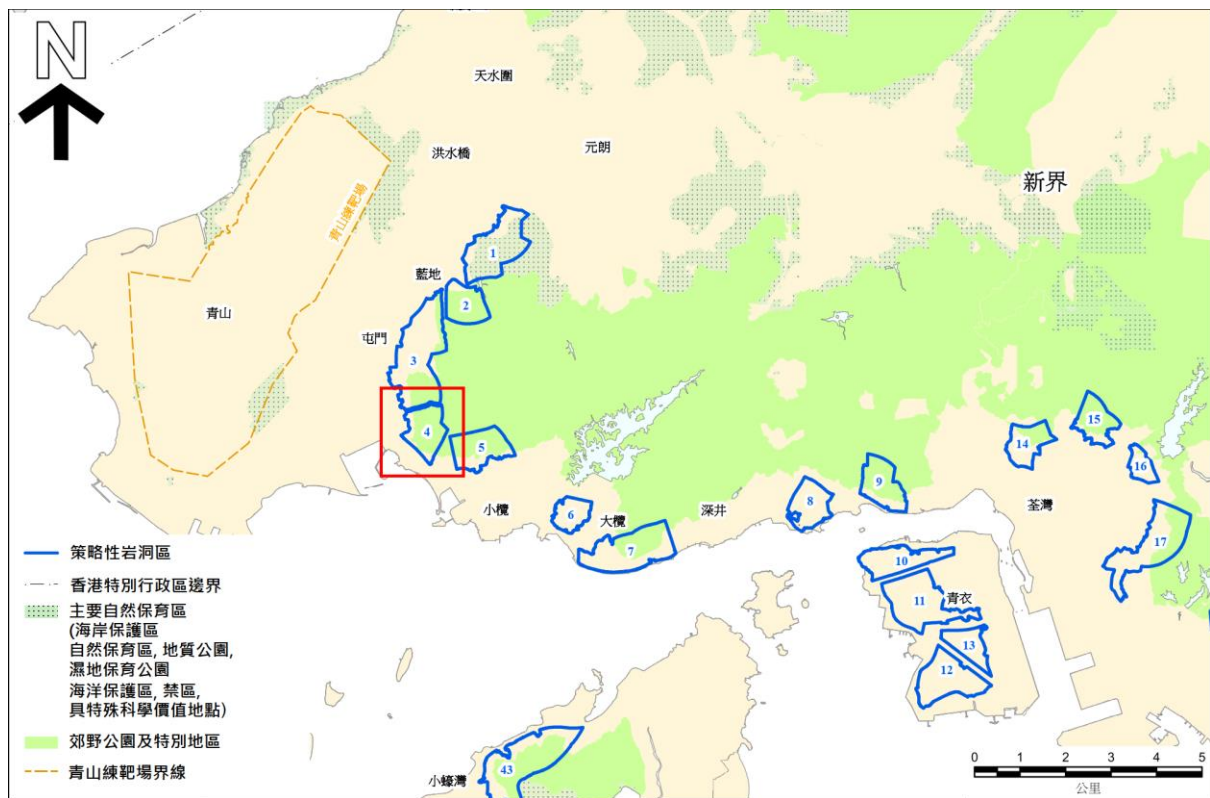 N
天水圍
洪水橋
元朗
新界
青山練靶場
1
藍地
2
青山
屯門
3
4
5
15
14
16
9
小欖
6
大欖
深井
8
荃灣
7
17
策略性岩洞區
香港特別行政區邊界
主要自然保育區
(海岸保護區
自然保育區, 地質公園,
濕地保育公園
海洋保護區, 禁區,
具特殊科學價值地點)
郊野公園及特別地區
青山練靶場界線
10
11
青衣
13
12
小蠔灣
43
0 1 2 3 4 5
公里